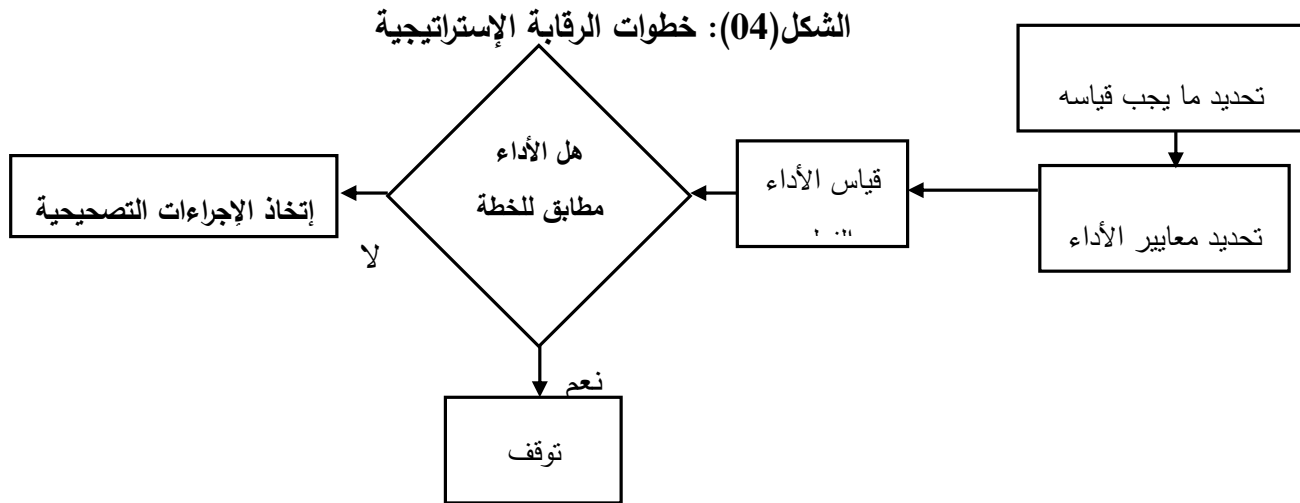 الشكل(04): خطوات الرقابة الإستراتيجية
تحديد ما يجب قياسه
تحديد معايير الأداء
قياس الأداء
هل الأداء
مطابق للخطة
لا
إتخاذ الإجراءات التصحيحية
نعم
توقف